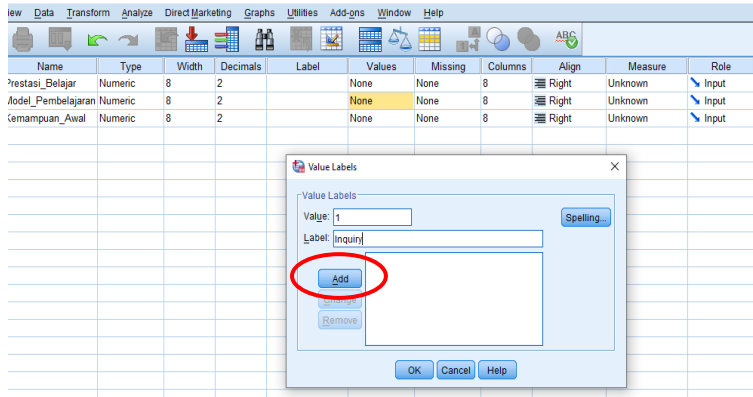 ew Data Transform Analyze Direct Marketing Graphs Utilities Add-ons Window Help
A
ABC
Name Type Width Decimals Label Values Missing Columns Align Measure Role
Prestasi_Belajar Numeric 8 2 None None 8 Right Unknown Input
Model_Pembelajaran Numeric 8 2 None None 8 Right Unknown Input
Kemampuan_Awal Numeric 8 2 None None 8 Right Unknown Input
Value Labels
Value Labels
Value: 1
Spelling...
Label: Inquiry
Add
Change
Remove
OK Cancel Help